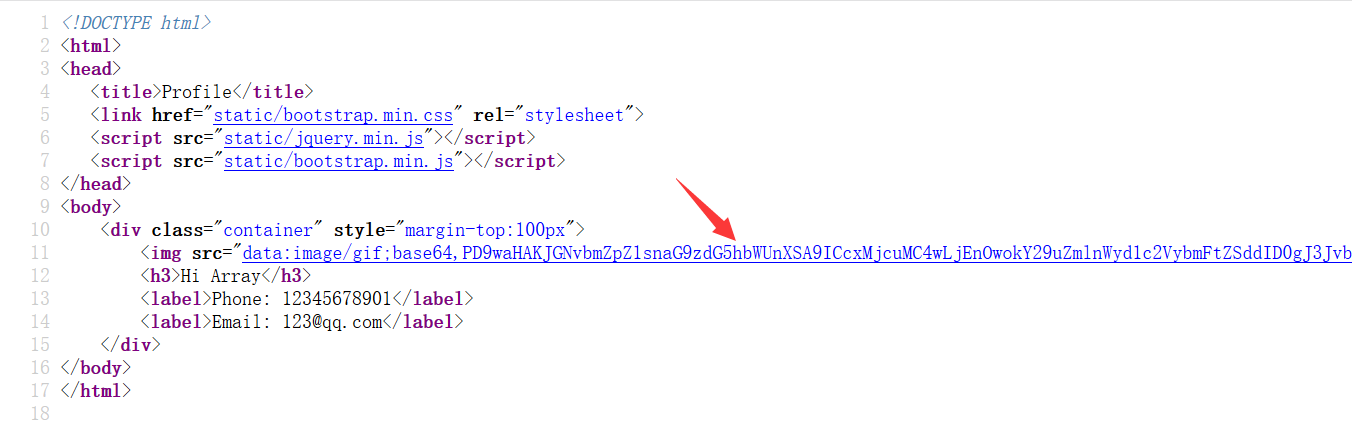 1 <!DOCTYPE html>
2 <html>
3 <head>
4 <title>Profile</title>
5 <link href="static/bootstrap.min.css" rel="stylesheet">
6 <script src="static/jquery.min.js"></script>
7 <script src="static/bootstrap.min.js"></script>
8 </head>
9 <body>
10 <div class="container" style="margin-top:100px">
11 <img src="data:image/gif;base64,PD9waHAKJGNvbmZpZ1snaG9zdG5hbWUnXSA9ICcxMjcuMC4wLjEnOwokY29uZmlnWyd1c2VybmFtZSddID0gJ3Jvb
12 <h3>Hi Array</h3>
13 <label>Phone: 12345678901</label>
14 <label>Email: 123@qq.com</label>
15 </div>
16 </body>
17 </html>
18